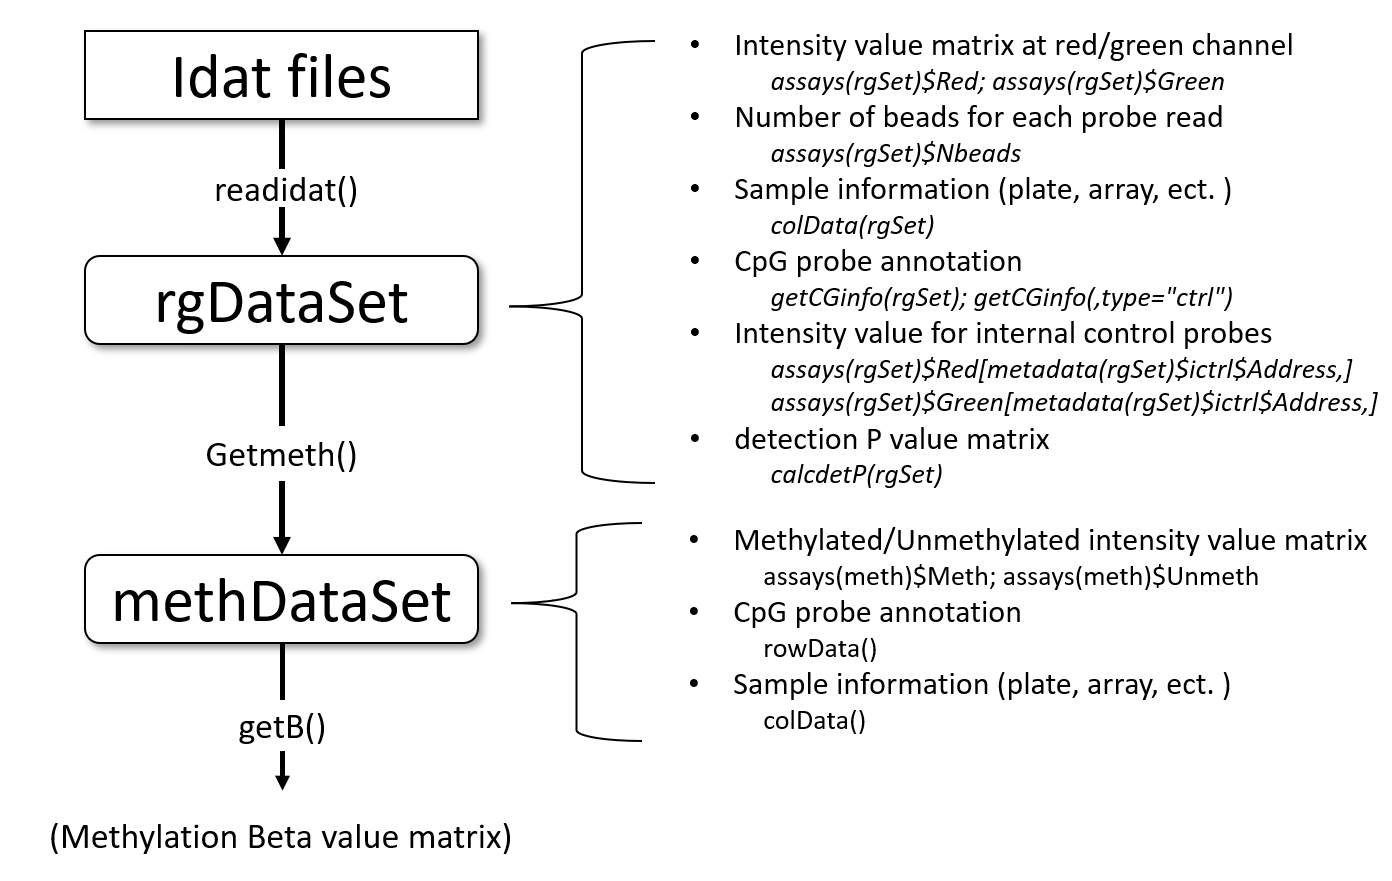 Idat files
readidat()
rgDataSet
Getmeth()
methDataSet
getB()
(Methylation Beta value matrix)
• Intensity value matrix at red/green channel
assays(rgSet)$Red; assays(rgSet)$Green
• Number of beads for each probe read
assays(rgSet)$Nbeads
• Sample information (plate, array, ect. )
colData(rgSet)
• CpG probe annotation
getCGinfo(rgSet); getCGinfo(,type="ctrl")
• Intensity value for internal control probes
assays(rgSet)$Red[metadata(rgSet)$ictrl$Address,]
assays(rgSet)$Green[metadata(rgSet)$ictrl$Address,]
• detection P value matrix
calcdetP(rgSet)
• Methylated/Unmethylated intensity value matrix
assays(meth)$Meth; assays(meth)$Unmeth
• CpG probe annotation
rowData()
• Sample information (plate, array, ect. )
colData()